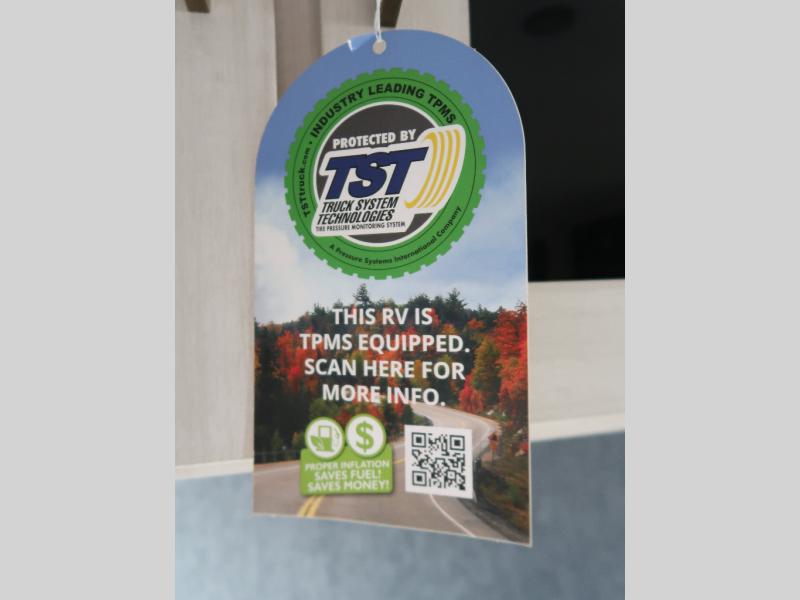 TSTtruck.com • INDUSTRY LEADING TPMS
PROTECTED BY
TST
TRUCK SYSTEM
TECHNOLOGIES
TIRE PRESSURE MONITORING SYSTEM
A Pressure Systems International Company
THIS RV IS
TPMS EQUIPPED.
SCAN HERE FOR
MORE INFO.
$
PROPER INFLATION
SAVES FUEL!
SAVES MONEY!